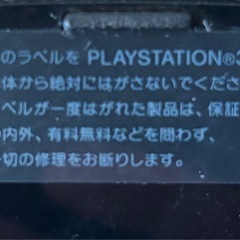 のラベルを PLAYSTATION®3
体から絶対にはがさないでくださ
ベルが一度はがれた製品は、保証
の内外、有料無料などを問わず、
切の修理をお断りします。